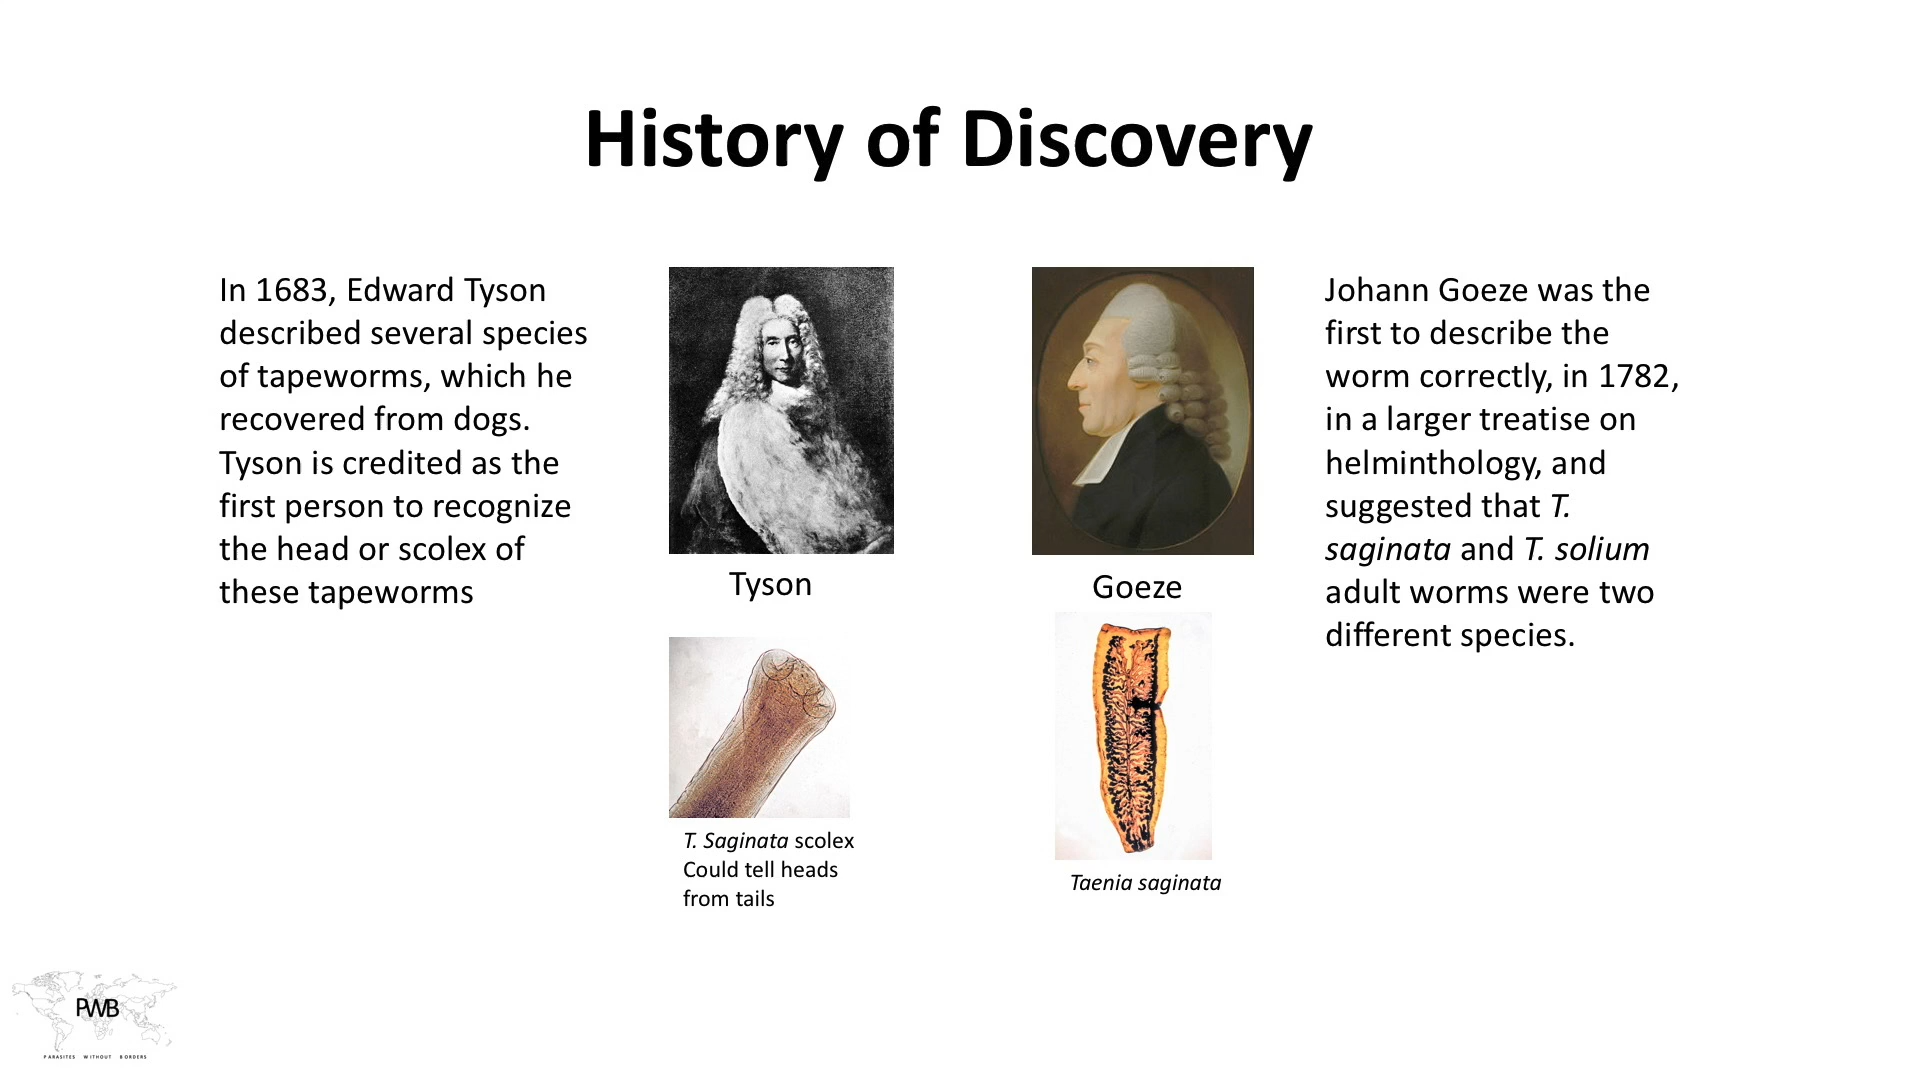 History of Discovery
In 1683, Edward Tyson
described several species
of tapeworms, which he
recovered from dogs.
Tyson is credited as the
first person to recognize
the head or scolex of
these tapeworms
Tyson
T. Saginata scolex
Could tell heads
from tails
Goeze
Taenia saginata
Johann Goeze was the
first to describe the
worm correctly, in 1782,
in a larger treatise on
helminthology, and
suggested that T.
saginata and T. solium
adult worms were two
different species.
PWB
PARASITES WITHOUT BORDERS